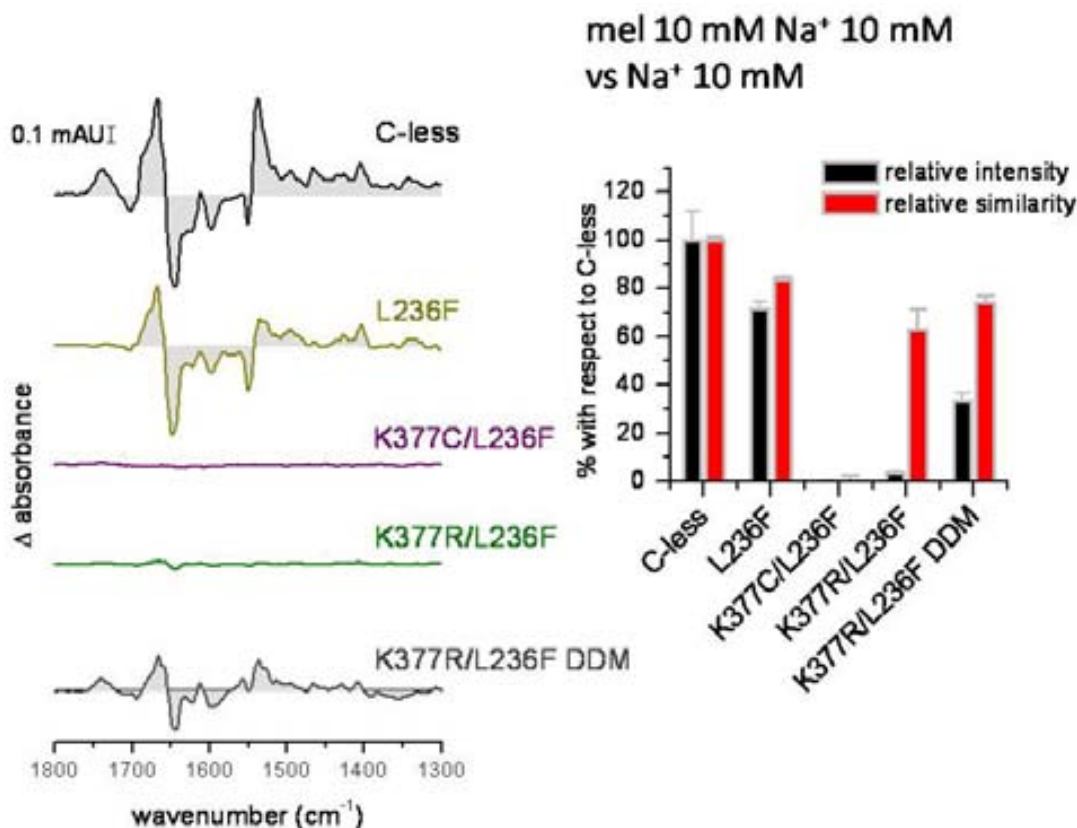 mel 10 mM Na⁺ 10 mM
vs Na⁺ 10 mM
0.1 mAU
C-less
L236F
K377C/L236F
K377R/L236F
K377R/L236F DDM
Δ absorbance
1800 1700 1600 1500 1400 1300
wavenumber (cm⁻¹)
relative intensity
relative similarity
% with respect to C-less
120
100
80
60
40
20
0
C-less
L236F
K377C/L236F
K377R/L236F
K377R/L236F DDM